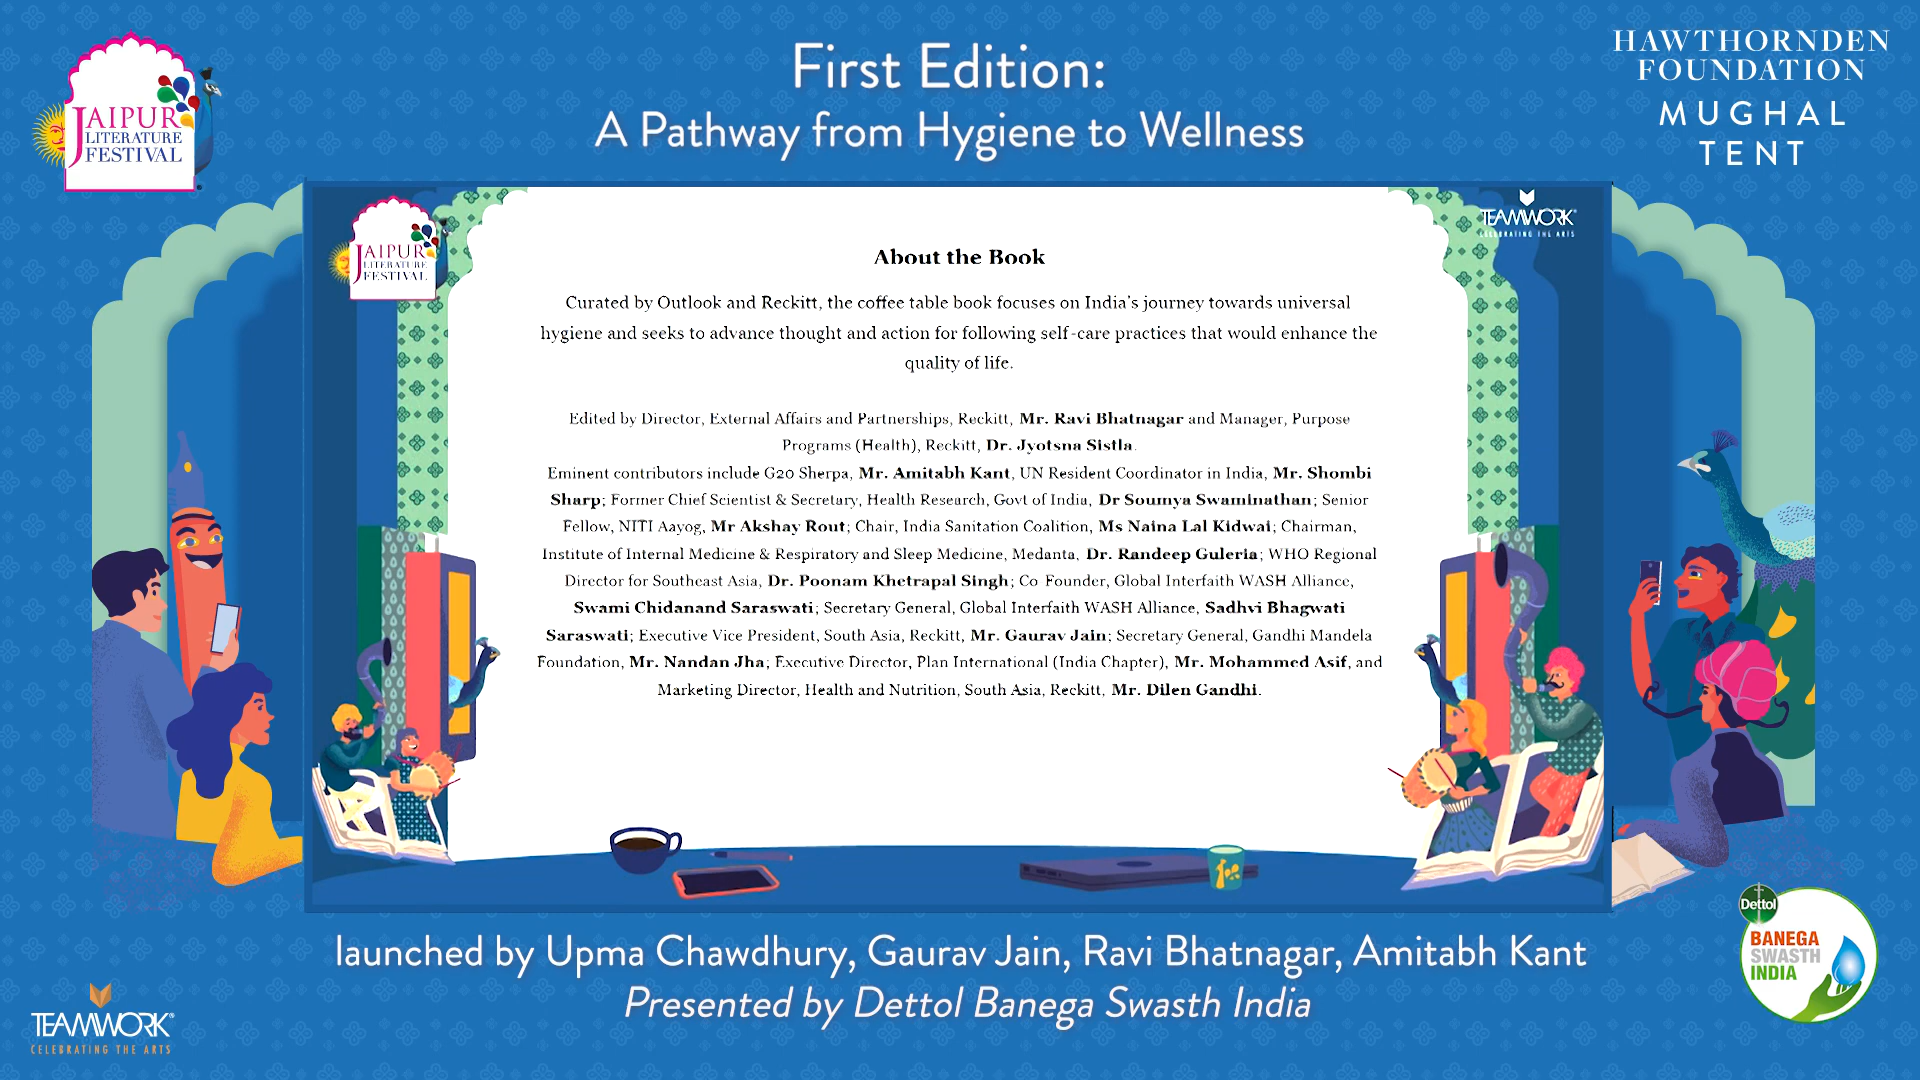 First Edition:
A Pathway from Hygiene to Wellness
JAIPUR
LITERATURE
FESTIVAL
HAWTHORNDEN
FOUNDATION
MUGHAL
TENT
JAIPUR
LITERATURE
FESTIVAL
TEAMWORK
CELEBRATING THE ARTS
About the Book
Curated by Outlook and Reckitt, the coffee table book focuses on India's journey towards universal
hygiene and seeks to advance thought and action for following self-care practices that would enhance the
quality of life.
Edited by Director, External Affairs and Partnerships, Reckitt, Mr. Ravi Bhatnagar and Manager, Purpose
Programs (Health), Reckitt, Dr. Jyotsna Sistla.
Eminent contributors include G20 Sherpa, Mr. Amitabh Kant, UN Resident Coordinator in India, Mr. Shombi
Sharp; Former Chief Scientist & Secretary, Health Research, Govt of India, Dr Soumya Swaminathan; Senior
Fellow, NITI Aayog, Mr Akshay Rout; Chair, India Sanitation Coalition, Ms Naina Lal Kidwai; Chairman,
Institute of Internal Medicine & Respiratory and Sleep Medicine, Medanta, Dr. Randeep Guleria; WHO Regional
Director for Southeast Asia, Dr. Poonam Khetrapal Singh; Co Founder, Global Interfaith WASH Alliance,
Swami Chidanand Saraswati; Secretary General, Global Interfaith WASH Alliance, Sadhvi Bhagwati
Saraswati; Executive Vice President, South Asia, Reckitt, Mr. Gaurav Jain; Secretary General, Gandhi Mandela
Foundation, Mr. Nandan Jha; Executive Director, Plan International (India Chapter), Mr. Mohammed Asif, and
Marketing Director, Health and Nutrition, South Asia, Reckitt, Mr. Dilen Gandhi.
launched by Upma Chawdhury, Gaurav Jain, Ravi Bhatnagar, Amitabh Kant
Presented by Dettol Banega Swasth India
TEAMWORK
CELEBRATING THE ARTS
Dettol
BANEGA
SWASTH
INDIA